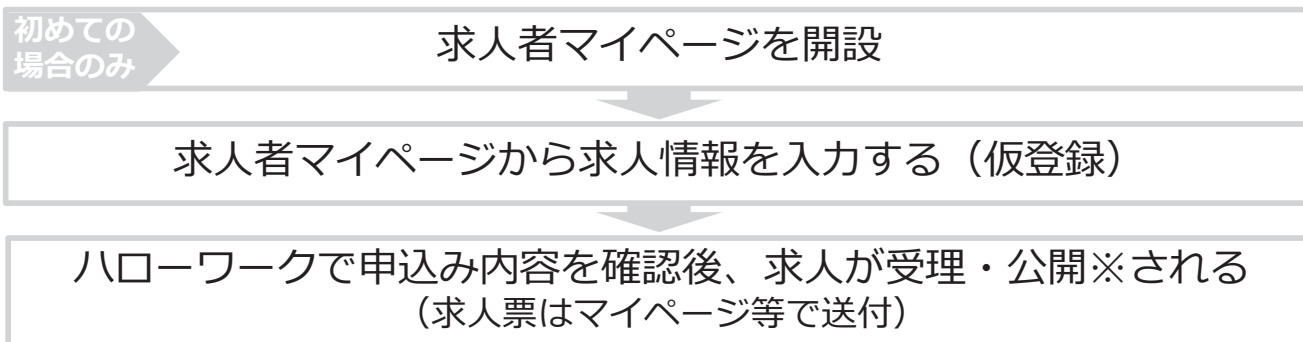 初めての
場合のみ
求人者マイページを開設
求人者マイページから求人情報を入力する（仮登録）
ハローワークで申込み内容を確認後、求人が受理・公開※される
（求人票はマイページ等で送付）